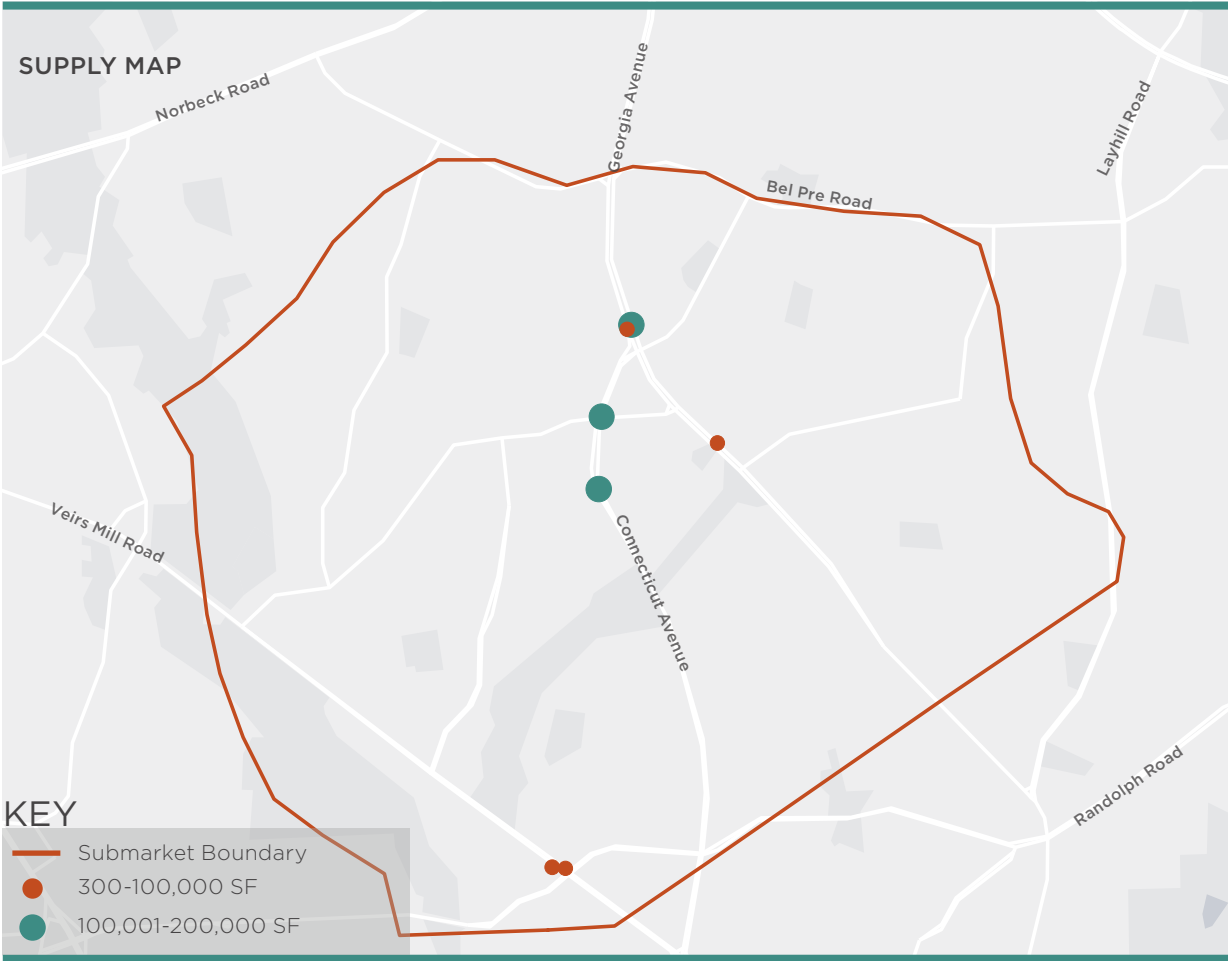 SUPPLY MAP
Norbeck Road
Georgia Avenue
Layhill Road
Bel Pre Road
Veirs Mill Road
Connecticut Avenue
Randolph Road
KEY
Submarket Boundary
300-100,000 SF
100,001-200,000 SF